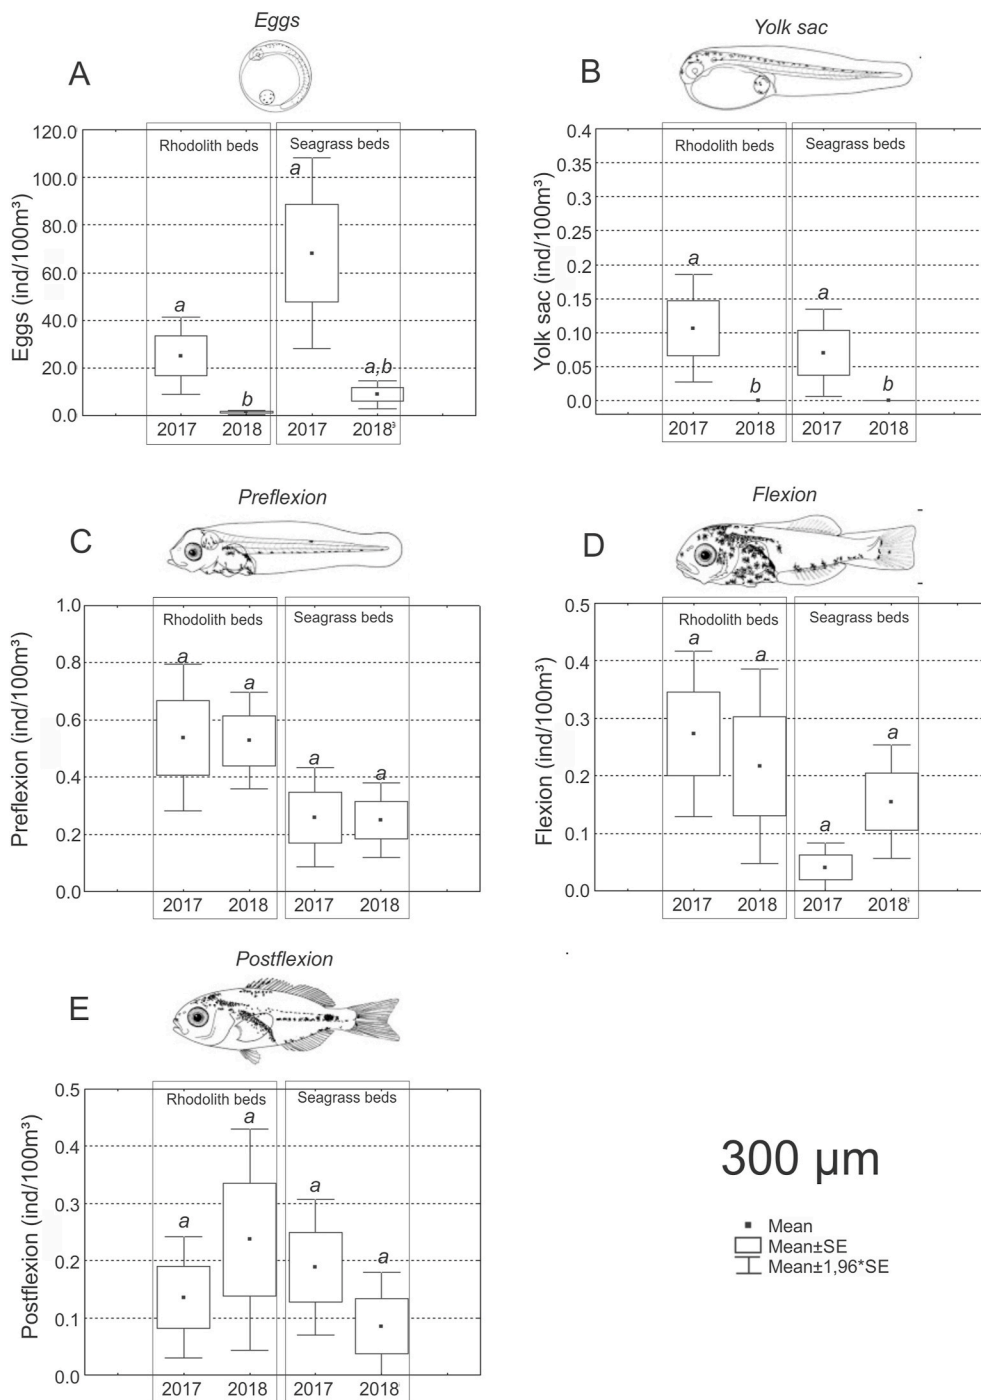 Eggs
A
Eggs (ind/100m³)
120.0
100.0
80.0
60.0
40.0
20.0
0.0
Rhodolith beds
Seagrass beds
a
b
a
a,b
2017
2018
2017
2018³
Yolk sac
B
Yolk sac (ind/100m³)
0.4
0.35
0.3
0.25
0.2
0.15
0.10
0.05
0.0
Rhodolith beds
Seagrass beds
a
b
a
b
2017
2018
2017
2018
Preflexion
C
Preflexion (ind/100m³)
1.0
0.8
0.6
0.4
0.2
0.0
Rhodolith beds
Seagrass beds
a
a
a
a
2017
2018
2017
2018
Flexion
D
Flexion (ind/100m³)
0.5
0.4
0.3
0.2
0.1
0.0
Rhodolith beds
Seagrass beds
a
a
a
a
2017
2018
2017
2018
Postflexion
E
Postflexion (ind/100m³)
0.5
0.4
0.3
0.2
0.1
0.0
Rhodolith beds
Seagrass beds
a
a
a
a
2017
2018
2017
2018
300 µm
Mean
Mean±SE
Mean±1,96*SE